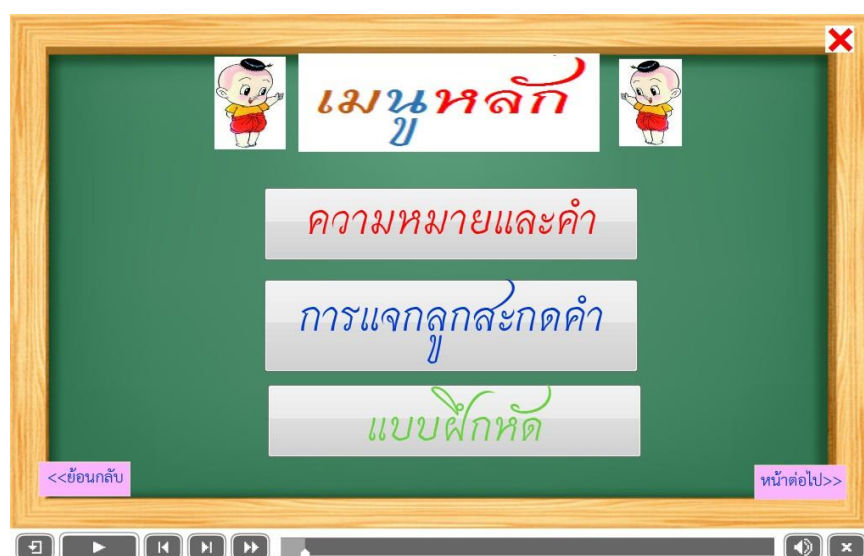 เมนูหลัก
ความหมายและคำ
การแจกลูกสะกดคำ
แบบฝึกหัด
<<ย้อนกลับ
หน้าต่อไป>>